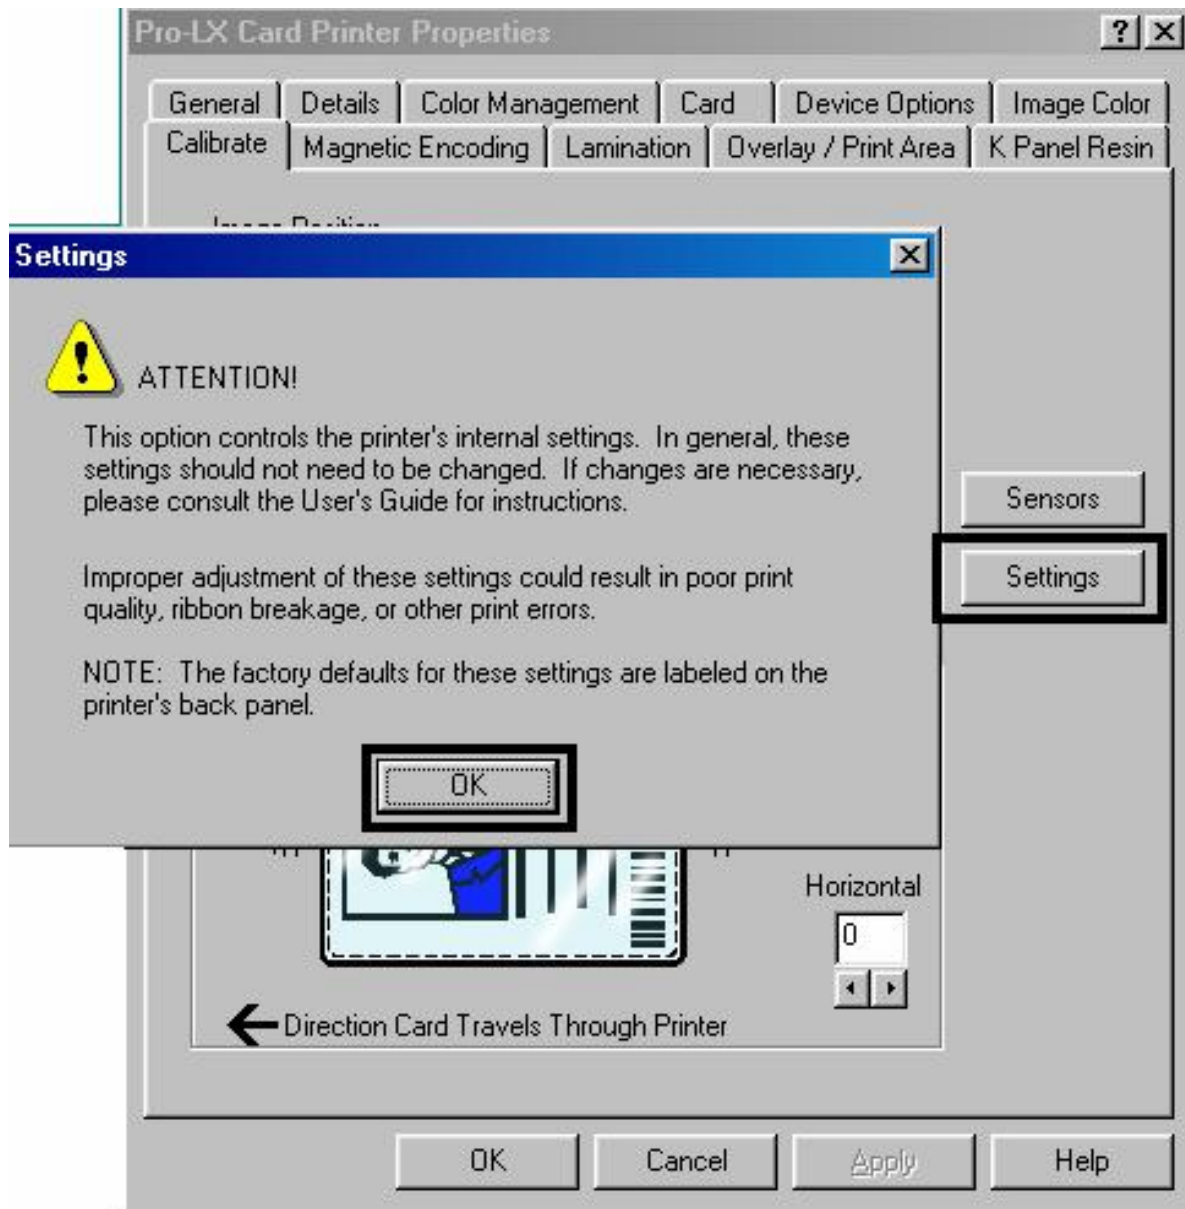 Pro-LX Card Printer Properties
General Details Color Management Card Device Options Image Color
Calibrate Magnetic Encoding Lamination Overlay / Print Area K Panel Resin
Image Position
Settings
ATTENTION!
This option controls the printer's internal settings. In general, these
settings should not need to be changed. If changes are necessary,
please consult the User's Guide for instructions.
Sensors
Improper adjustment of these settings could result in poor print
quality, ribbon breakage, or other print errors.
Settings
NOTE: The factory defaults for these settings are labeled on the
printer's back panel.
OK
Horizontal
0
Direction Card Travels Through Printer
OK Cancel Apply Help